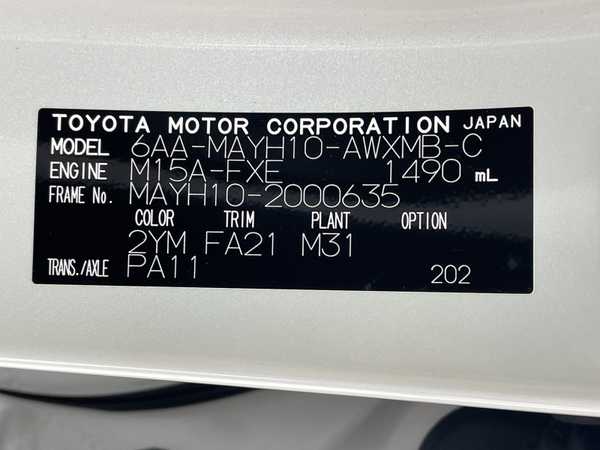 TOYOTA MOTOR CORPORATION JAPAN
MODEL 6AA-MAYH10-AWXMB-C
ENGINE M15A-FXE 1490 mL
FRAME No. MAYH10-2000635
COLOR TRIM PLANT OPTION
2YM FA21 M31
TRANS./AXLE PA11 202